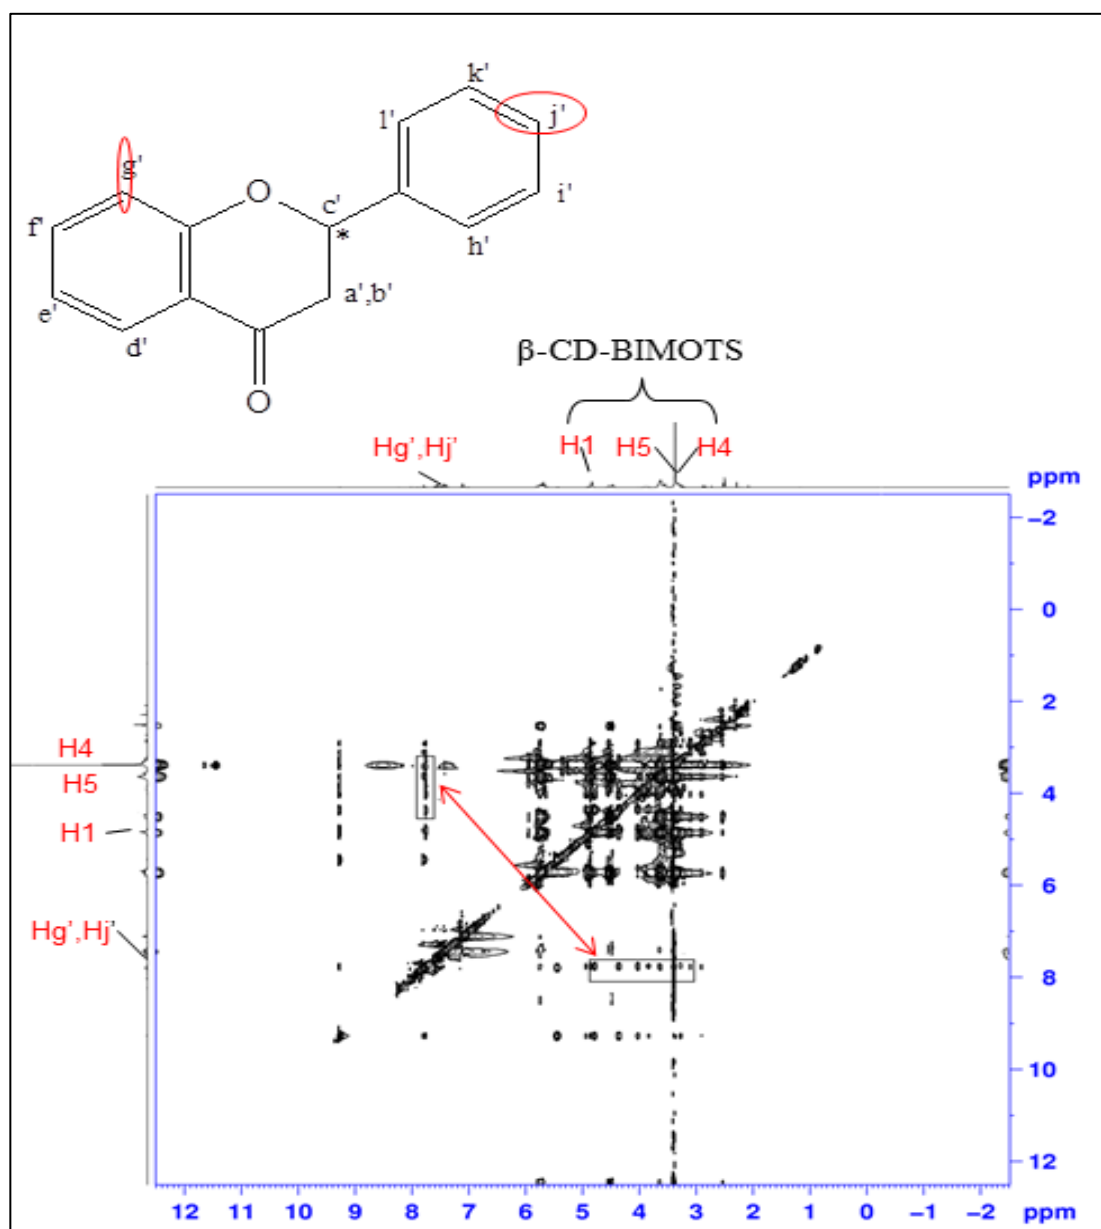 k'
l'
j'
g'
O
c'
i'
*
f'
h'
e'
a',b'
d'
O
β-CD-BIMOTS
Hg',Hj'
H1
H5
H4
ppm
-2
0
2
4
6
8
10
12
H4
H5
H1
Hg',Hj'
12 11 10 9 8 7 6 5 4 3 2 1 0 -1 -2 ppm